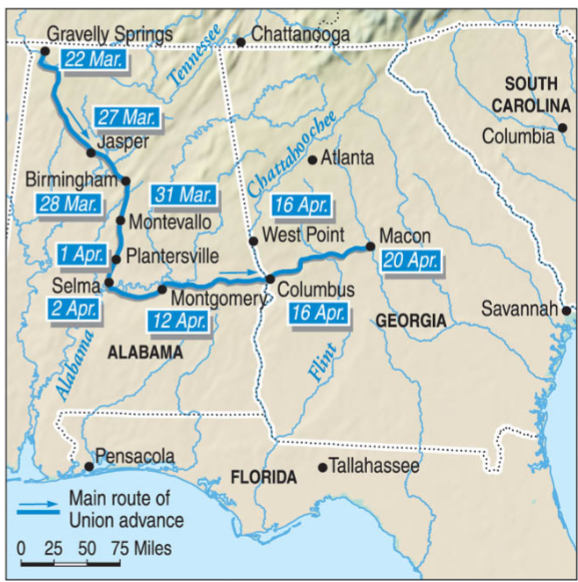 Gravelly Springs
22 Mar.
Tennessee
Chattanooga
SOUTH
CAROLINA
Columbia
27 Mar.
Jasper
Chattahoochee
Atlanta
Birmingham
28 Mar.
31 Mar.
Montevallo
16 Apr.
West Point
Macon
20 Apr.
1 Apr.
Plantersville
Selma
2 Apr.
Montgomery
12 Apr.
Columbus
16 Apr.
GEORGIA
Savannah
ALABAMA
Alabama
Flint
Pensacola
FLORIDA
Tallahassee
Main route of
Union advance
0 25 50 75 Miles